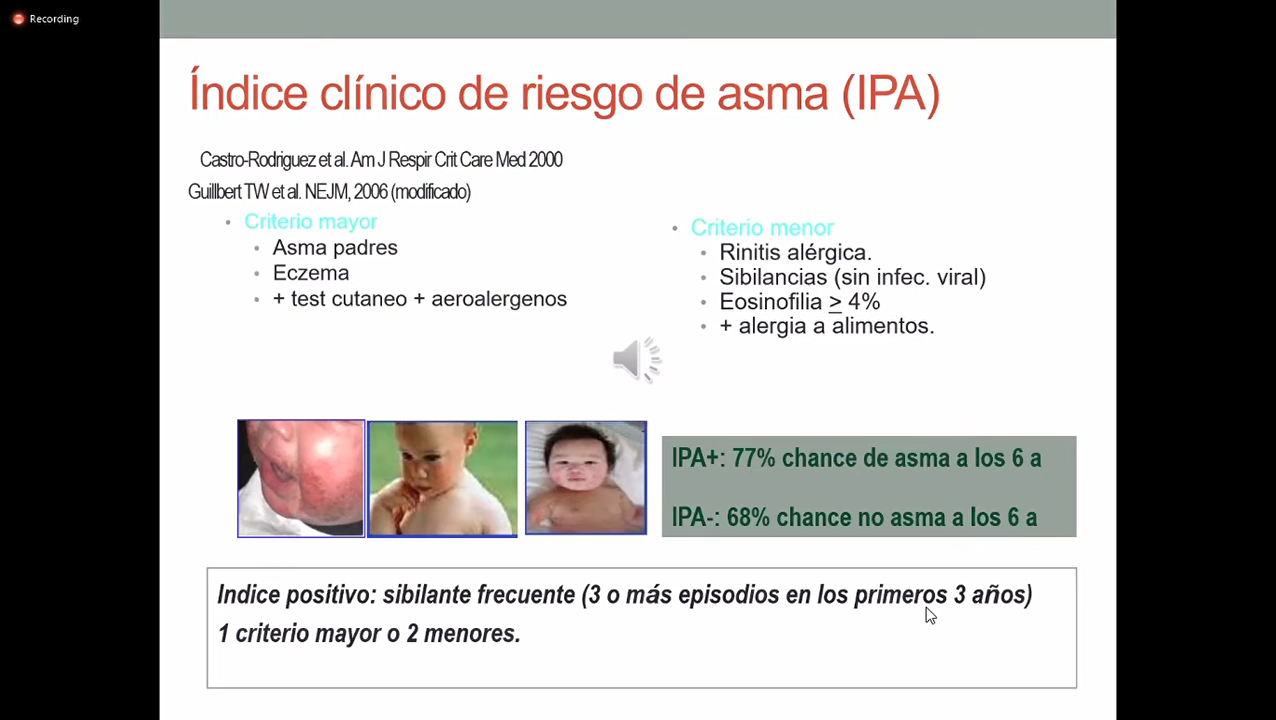 Recording
Índice clínico de riesgo de asma (IPA)
Castro-Rodriguez et al. Am J Respir Crit Care Med 2000
Guillbert TW et al. NEJM, 2006 (modificado)
• Criterio mayor
• Asma padres
• Eczema
• + test cutaneo + aeroalergenos
• Criterio menor
• Rinitis alérgica.
• Sibilancias (sin infec. viral)
• Eosinofilia ≥ 4%
• + alergia a alimentos.
IPA+: 77% chance de asma a los 6 a
IPA-: 68% chance no asma a los 6 a
Indice positivo: sibilante frecuente (3 o más episodios en los primeros 3 años)
1 criterio mayor o 2 menores.